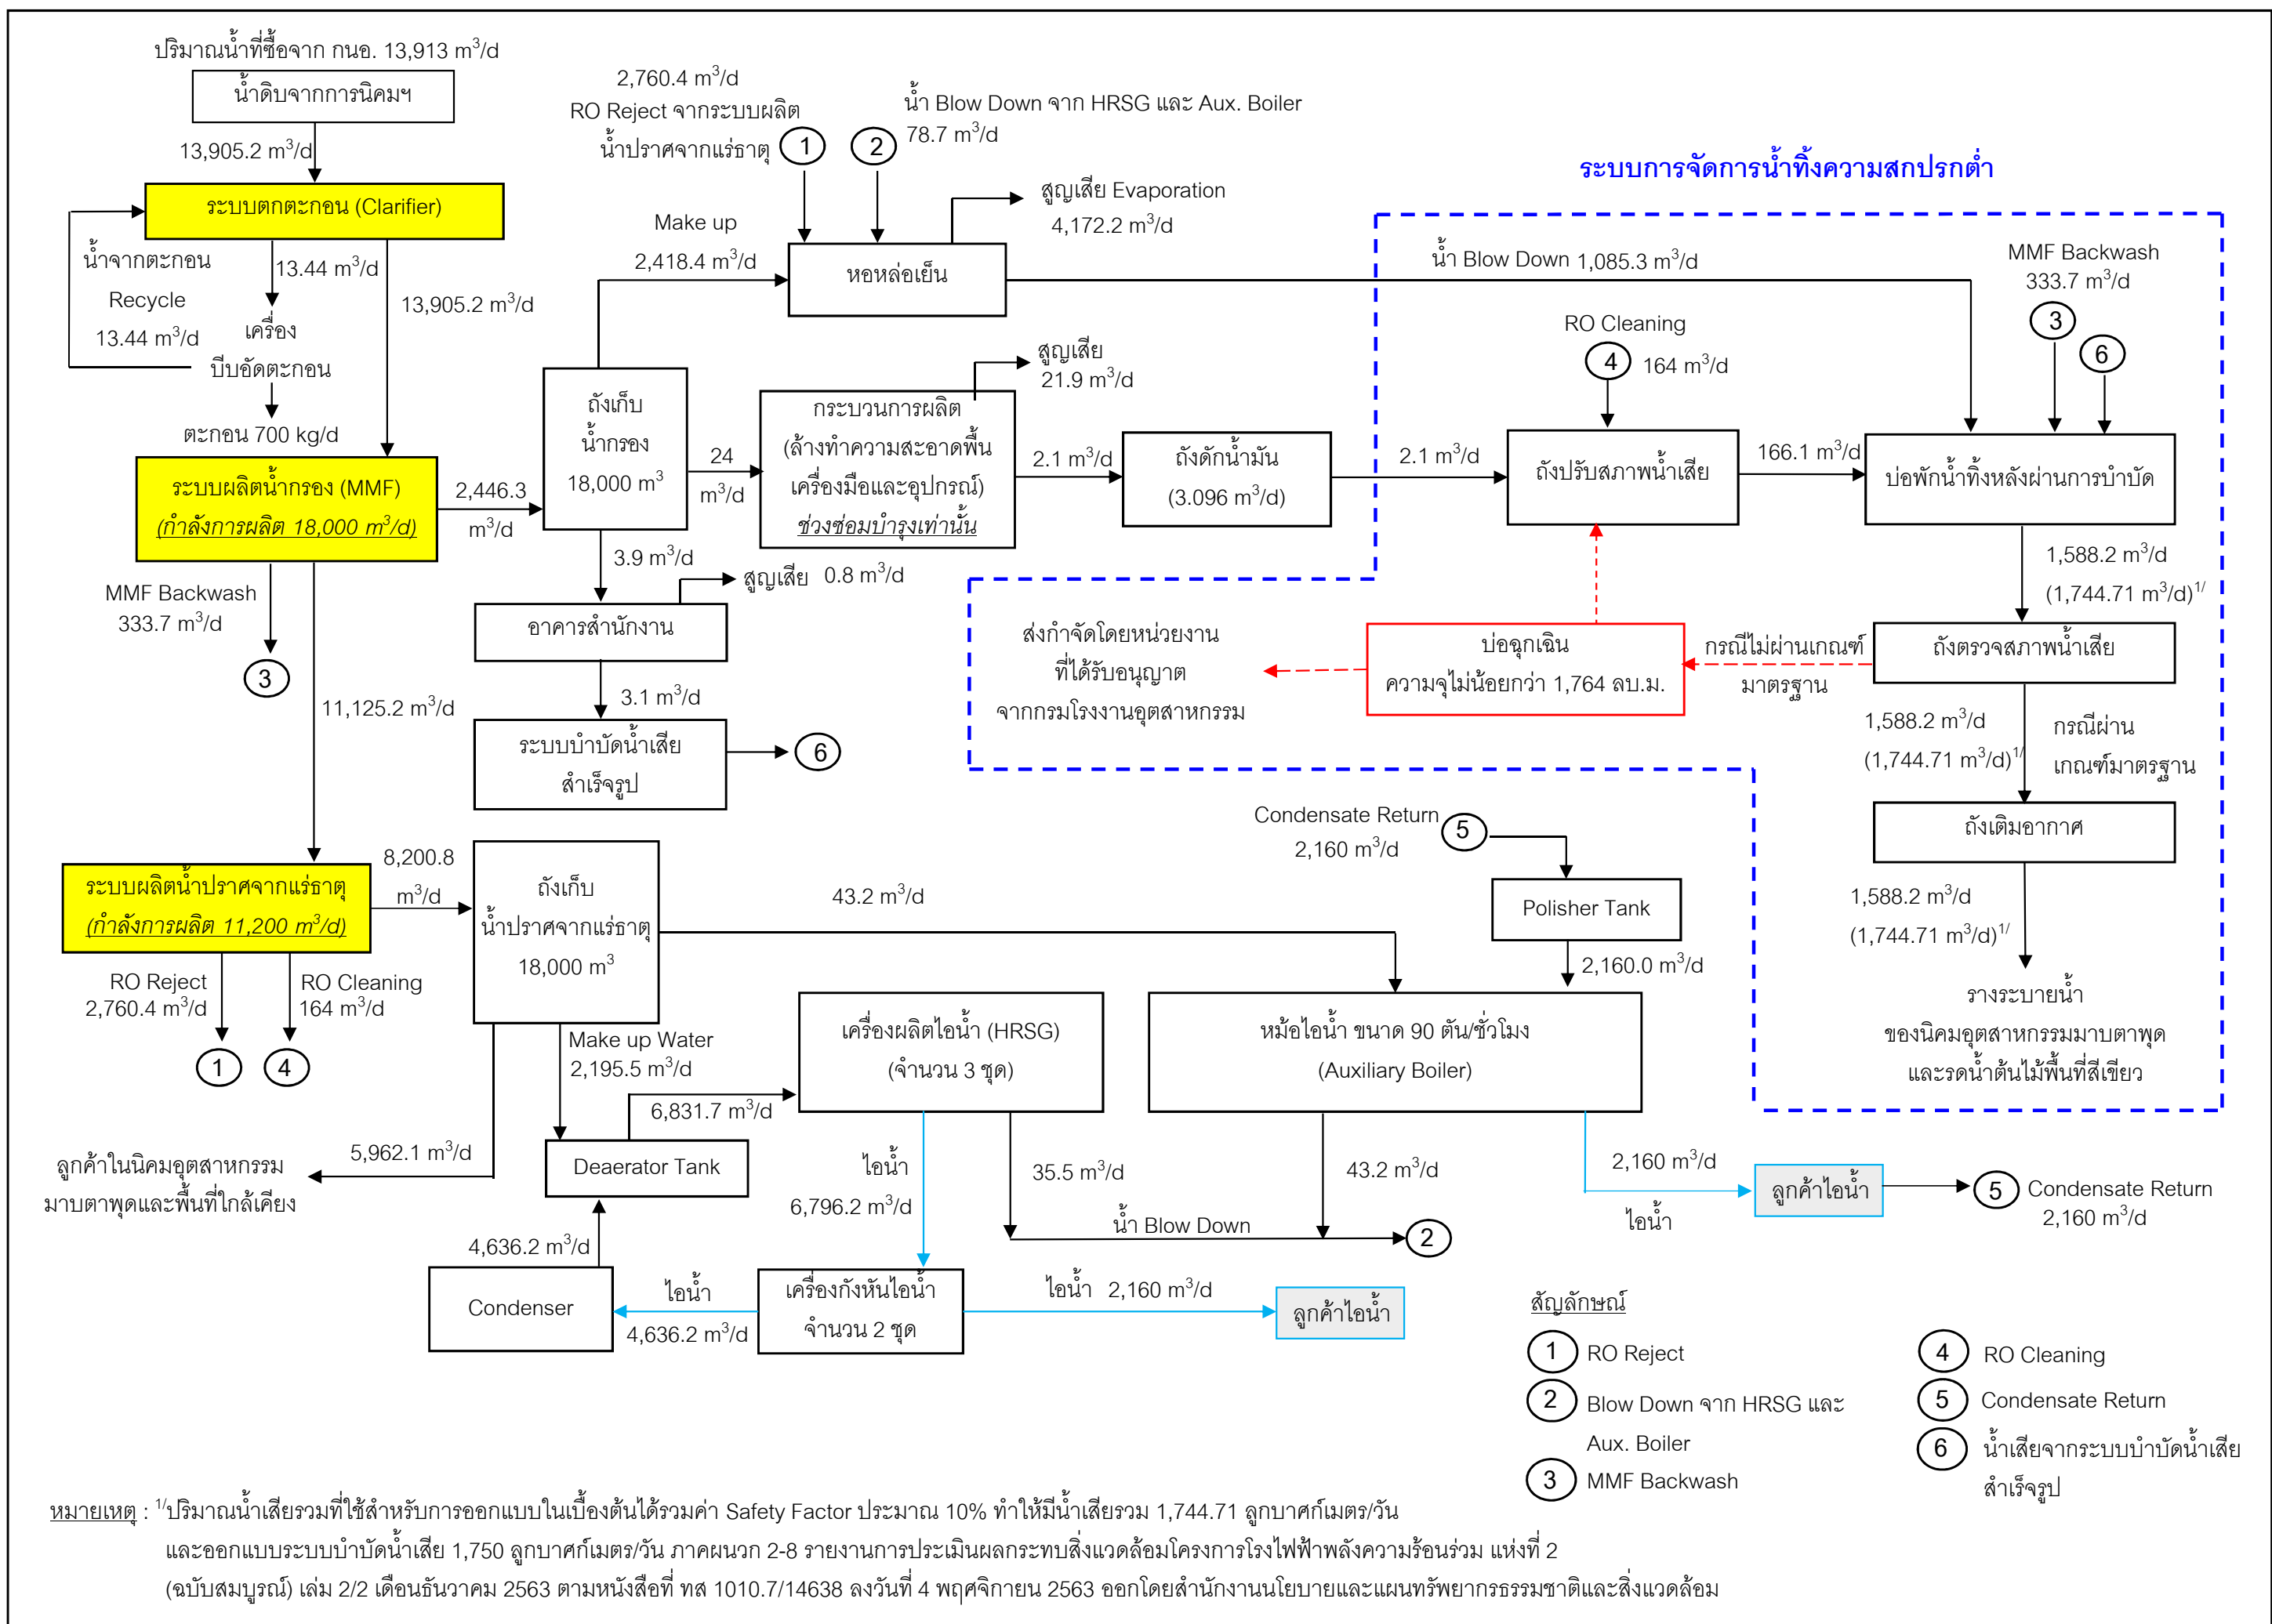 ปริมาณน้ำที่ซื้อจาก กนอ. 13,913 m³/d
น้ำดิบจากการนิคมฯ
13,905.2 m³/d
ระบบตกตะกอน (Clarifier)
น้ำจากตะกอน
Recycle
13.44 m³/d
13.44 m³/d
เครื่อง
บีบอัดตะกอน
ตะกอน 700 kg/d
13,905.2 m³/d
ระบบผลิตน้ำกรอง (MMF)
(กำลังการผลิต 18,000 m³/d)
MMF Backwash
333.7 m³/d
3
11,125.2 m³/d
2,446.3
m³/d
ถังเก็บ
น้ำกรอง
18,000 m³
Make up
2,418.4 m³/d
2,760.4 m³/d
RO Reject จากระบบผลิต
น้ำปราศจากแร่ธาตุ
1
2
น้ำ Blow Down จาก HRSG และ Aux. Boiler
78.7 m³/d
หอหล่อเย็น
สูญเสีย Evaporation
4,172.2 m³/d
24
m³/d
กระบวนการผลิต
(ล้างทำความสะอาดพื้น
เครื่องมือและอุปกรณ์)
ช่วงซ่อมบำรุงเท่านั้น
สูญเสีย
21.9 m³/d
2.1 m³/d
ถังดักน้ำมัน
(3.096 m³/d)
3.9 m³/d
อาคารสำนักงาน
สูญเสีย 0.8 m³/d
3.1 m³/d
ระบบบำบัดน้ำเสีย
สำเร็จรูป
6
ระบบการจัดการน้ำทิ้งความสกปรกต่ำ
น้ำ Blow Down 1,085.3 m³/d
MMF Backwash
333.7 m³/d
3
6
RO Cleaning
4
164 m³/d
2.1 m³/d
ถังปรับสภาพน้ำเสีย
166.1 m³/d
บ่อพักน้ำทิ้งหลังผ่านการบำบัด
1,588.2 m³/d
(1,744.71 m³/d)¹/
ถังตรวจสภาพน้ำเสีย
กรณีไม่ผ่านเกณฑ์
มาตรฐาน
บ่อฉุกเฉิน
ความจุไม่น้อยกว่า 1,764 ลบ.ม.
ส่งกำจัดโดยหน่วยงาน
ที่ได้รับอนุญาต
จากกรมโรงงานอุตสาหกรรม
1,588.2 m³/d
(1,744.71 m³/d)¹/
กรณีผ่าน
เกณฑ์มาตรฐาน
ถังเติมอากาศ
1,588.2 m³/d
(1,744.71 m³/d)¹/
รางระบายน้ำ
ของนิคมอุตสาหกรรมมาบตาพุด
และรดน้ำต้นไม้พื้นที่สีเขียว
ระบบผลิตน้ำปราศจากแร่ธาตุ
(กำลังการผลิต 11,200 m³/d)
RO Reject
2,760.4 m³/d
1
RO Cleaning
164 m³/d
4
8,200.8
m³/d
ถังเก็บ
น้ำปราศจากแร่ธาตุ
18,000 m³
43.2 m³/d
Condensate Return
2,160 m³/d
5
Polisher Tank
2,160.0 m³/d
Make up Water
2,195.5 m³/d
5,962.1 m³/d
ลูกค้าในนิคมอุตสาหกรรม
มาบตาพุดและพื้นที่ใกล้เคียง
Deaerator Tank
6,831.7 m³/d
เครื่องผลิตไอน้ำ (HRSG)
(จำนวน 3 ชุด)
หม้อไอน้ำ ขนาด 90 ตัน/ชั่วโมง
(Auxiliary Boiler)
ไอน้ำ
6,796.2 m³/d
35.5 m³/d
43.2 m³/d
น้ำ Blow Down
2
2,160 m³/d
ไอน้ำ
ลูกค้าไอน้ำ
5
Condensate Return
2,160 m³/d
4,636.2 m³/d
Condenser
ไอน้ำ
4,636.2 m³/d
เครื่องกังหันไอน้ำ
จำนวน 2 ชุด
ไอน้ำ 2,160 m³/d
ลูกค้าไอน้ำ
สัญลักษณ์
1 RO Reject
2 Blow Down จาก HRSG และ
Aux. Boiler
3 MMF Backwash
4 RO Cleaning
5 Condensate Return
6 น้ำเสียจากระบบบำบัดน้ำเสีย
สำเร็จรูป
หมายเหตุ : ¹/ปริมาณน้ำเสียรวมที่ใช้สำหรับการออกแบบในเบื้องต้นได้รวมค่า Safety Factor ประมาณ 10% ทำให้มีน้ำเสียรวม 1,744.71 ลูกบาศก์เมตร/วัน
และออกแบบระบบบำบัดน้ำเสีย 1,750 ลูกบาศก์เมตร/วัน ภาคผนวก 2-8 รายงานการประเมินผลกระทบสิ่งแวดล้อมโครงการโรงไฟฟ้าพลังความร้อนร่วม แห่งที่ 2
(ฉบับสมบูรณ์) เล่ม 2/2 เดือนธันวาคม 2563 ตามหนังสือที่ ทส 1010.7/14638 ลงวันที่ 4 พฤศจิกายน 2563 ออกโดยสำนักงานนโยบายและแผนทรัพยากรธรรมชาติและสิ่งแวดล้อม